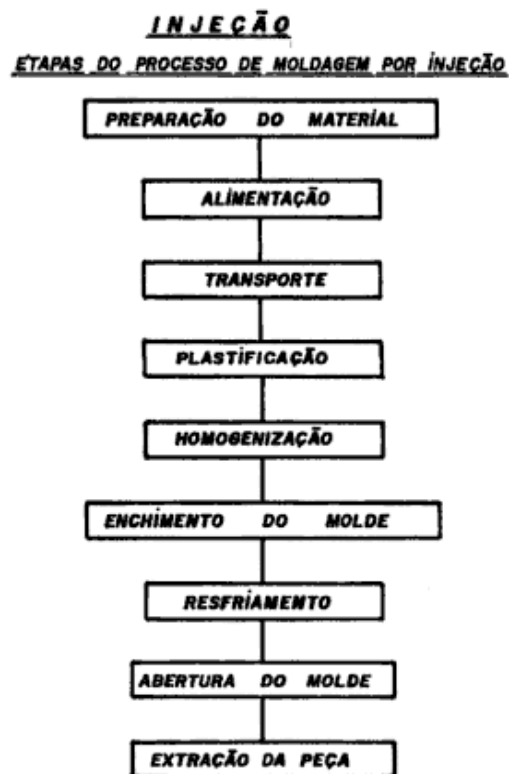 INJEÇÃO
ETAPAS DO PROCESSO DE MOLDAGEM POR INJEÇÃO
PREPARAÇÃO DO MATERIAL
ALIMENTAÇÃO
TRANSPORTE
PLASTIFICAÇÃO
HOMOGENIZAÇÃO
ENCHIMENTO DO MOLDE
RESFRIAMENTO
ABERTURA DO MOLDE
EXTRAÇÃO DA PEÇA